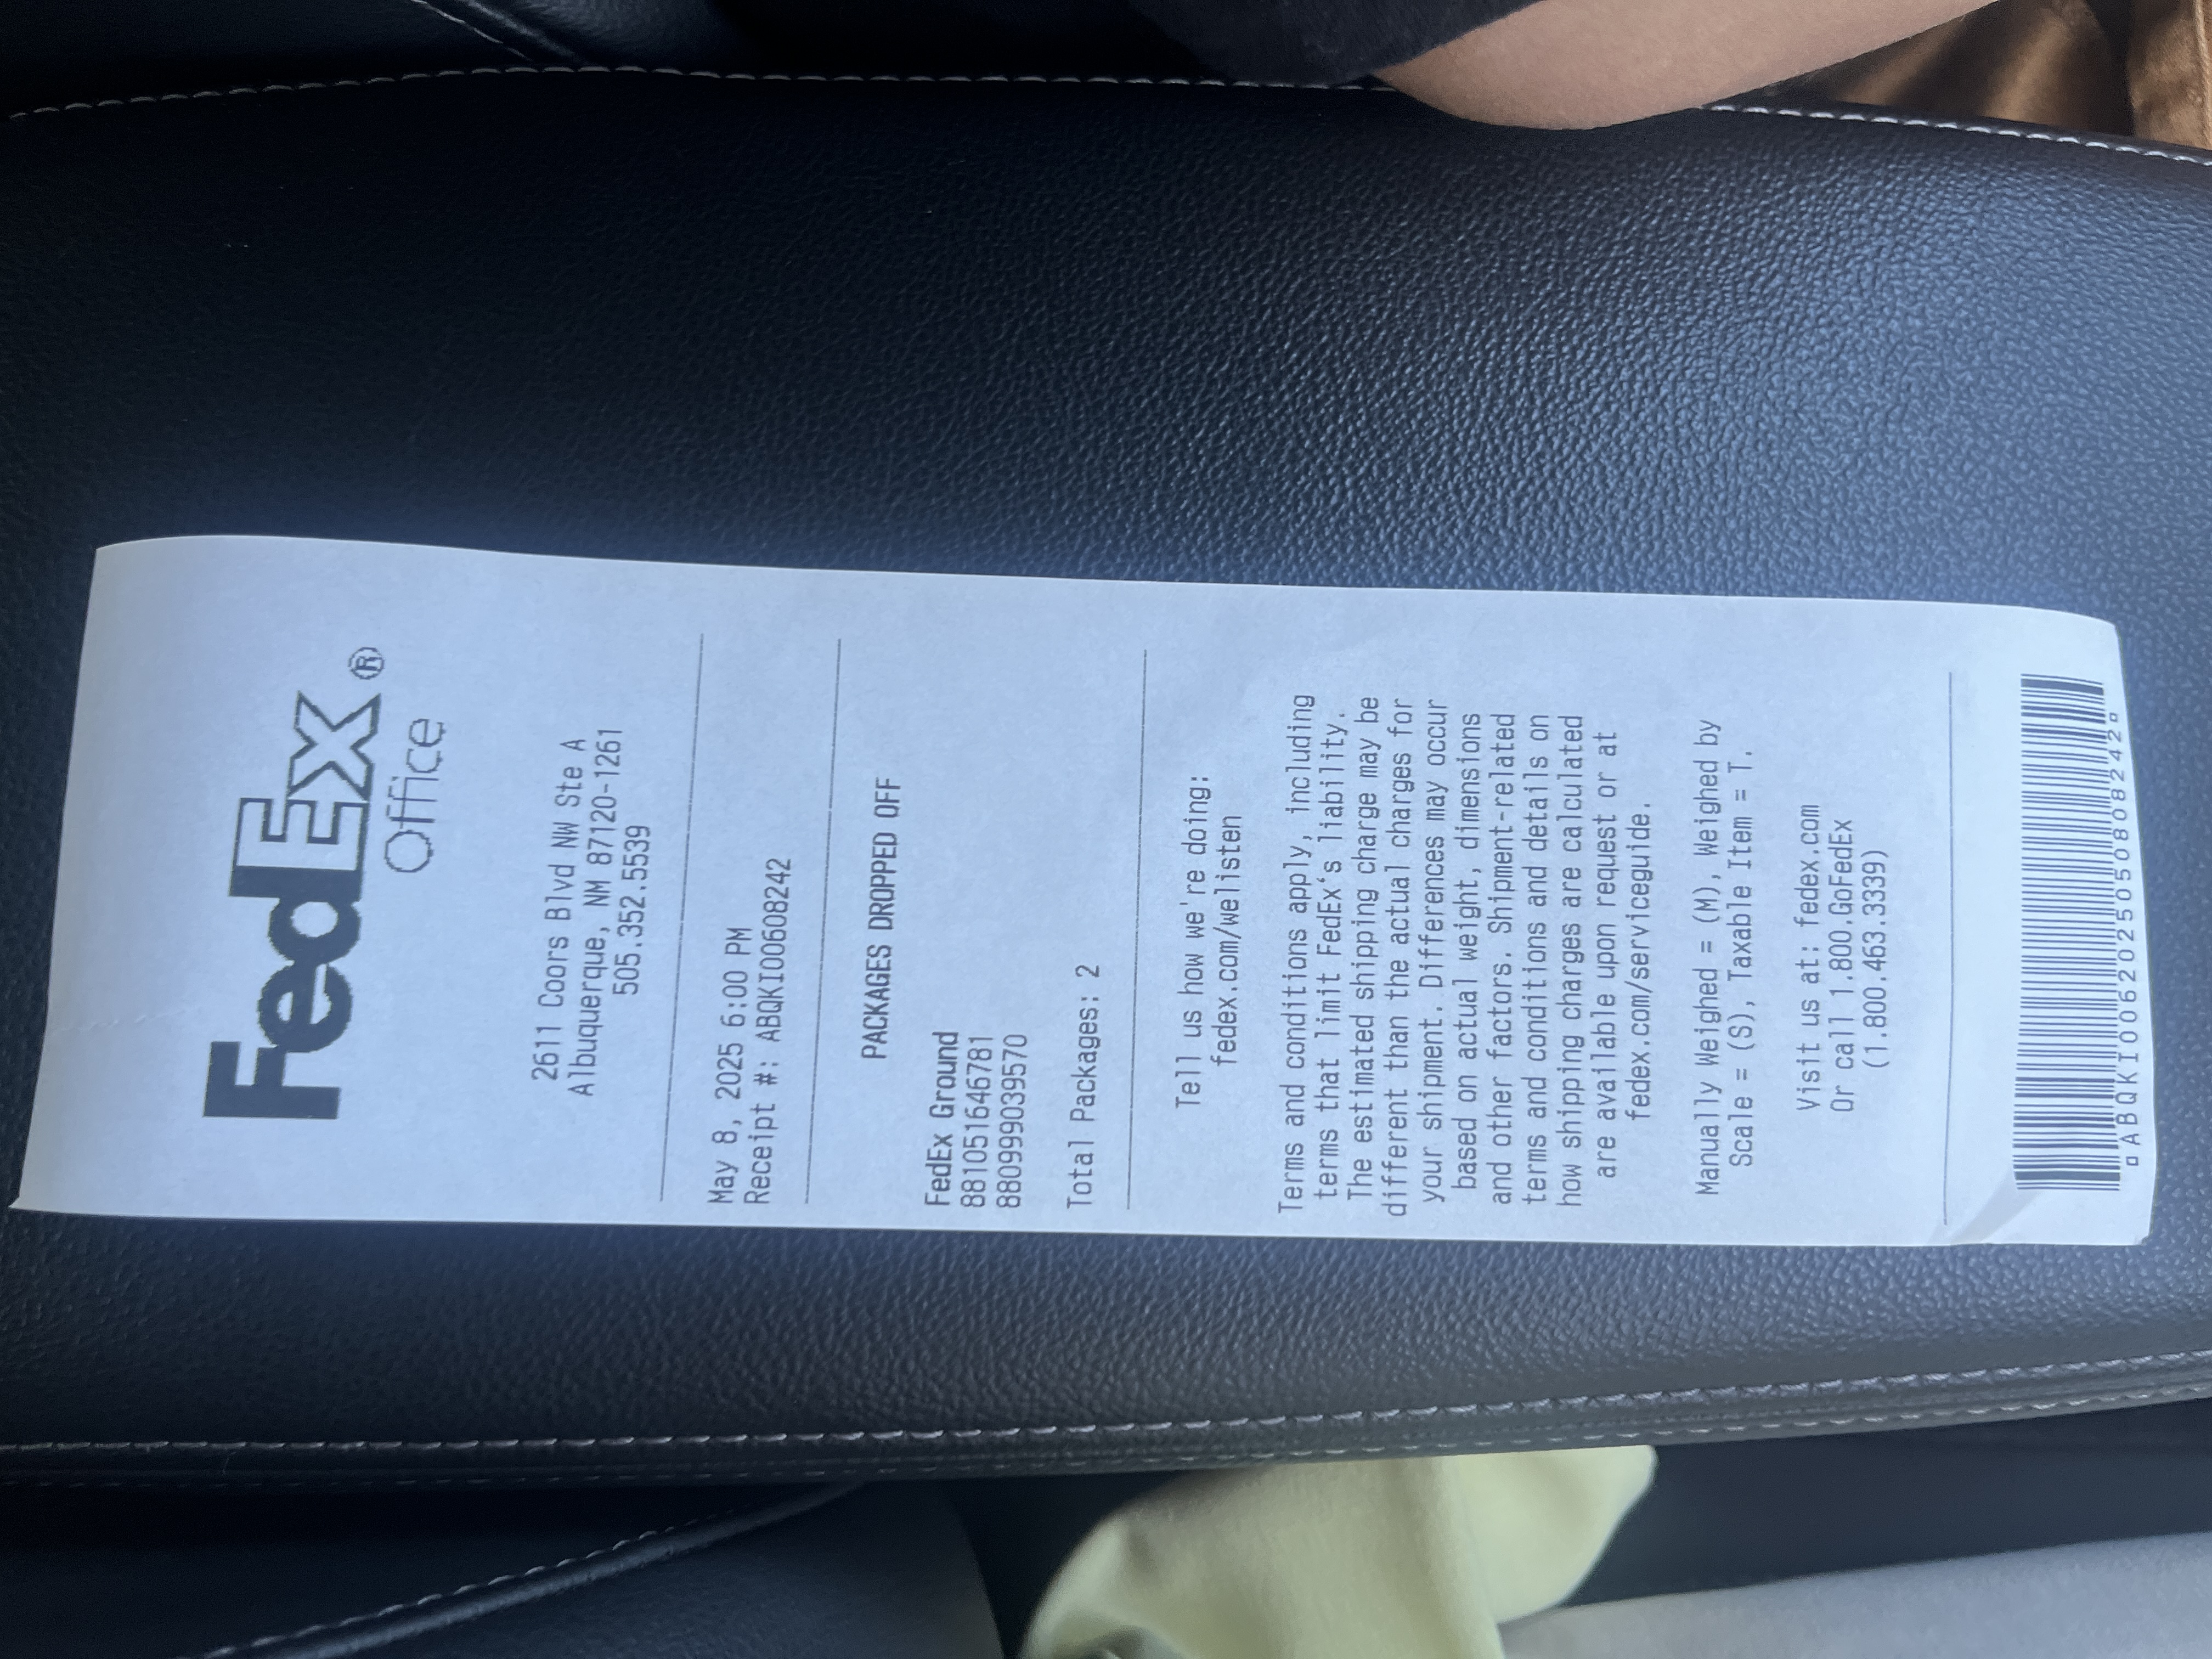 FedEx®
Office
2611 Coors Blvd NW Ste A
Albuquerque, NM 87120-1261
505.352.5539
May 8, 2025 6:00 PM
Receipt #: ABQKI00608242
PACKAGES DROPPED OFF
FedEx Ground
881051646781
880999039570
Total Packages: 2
Tell us how we're doing:
fedex.com/welisten
Terms and conditions apply, including
terms that limit FedEx's liability.
The estimated shipping charge may be
different than the actual charges for
your shipment. Differences may occur
based on actual weight, dimensions
and other factors. Shipment-related
terms and conditions and details on
how shipping charges are calculated
are available upon request or at
fedex.com/serviceguide.
Manually Weighed = (M), Weighed by
Scale = (S), Taxable Item = T.
Visit us at: fedex.com
Or call 1.800.GoFedEx
(1.800.463.3339)
ABQKI0062025050808242